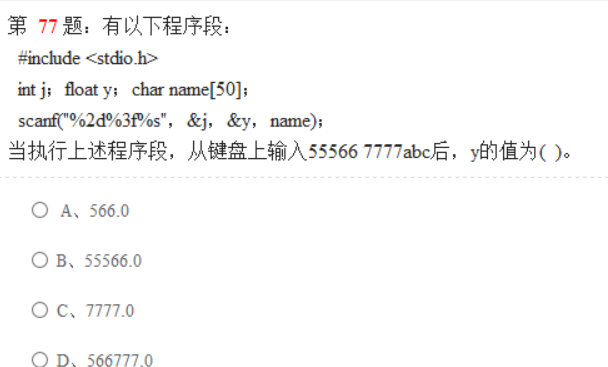 第 77 题：有以下程序段：
#include <stdio.h>
int j；float y；char name[50]；
scanf("%2d%3f%s"，&j，&y，name)；
当执行上述程序段，从键盘上输入55566 7777abc后，y的值为( )。
A、566.0
B、55566.0
C、7777.0
D、566777.0